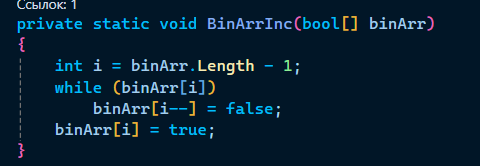 Ссылок: 1
private static void BinArrInc(bool[] binArr)
{
    int i = binArr.Length - 1;
    while (binArr[i])
        binArr[i--] = false;
    binArr[i] = true;
}